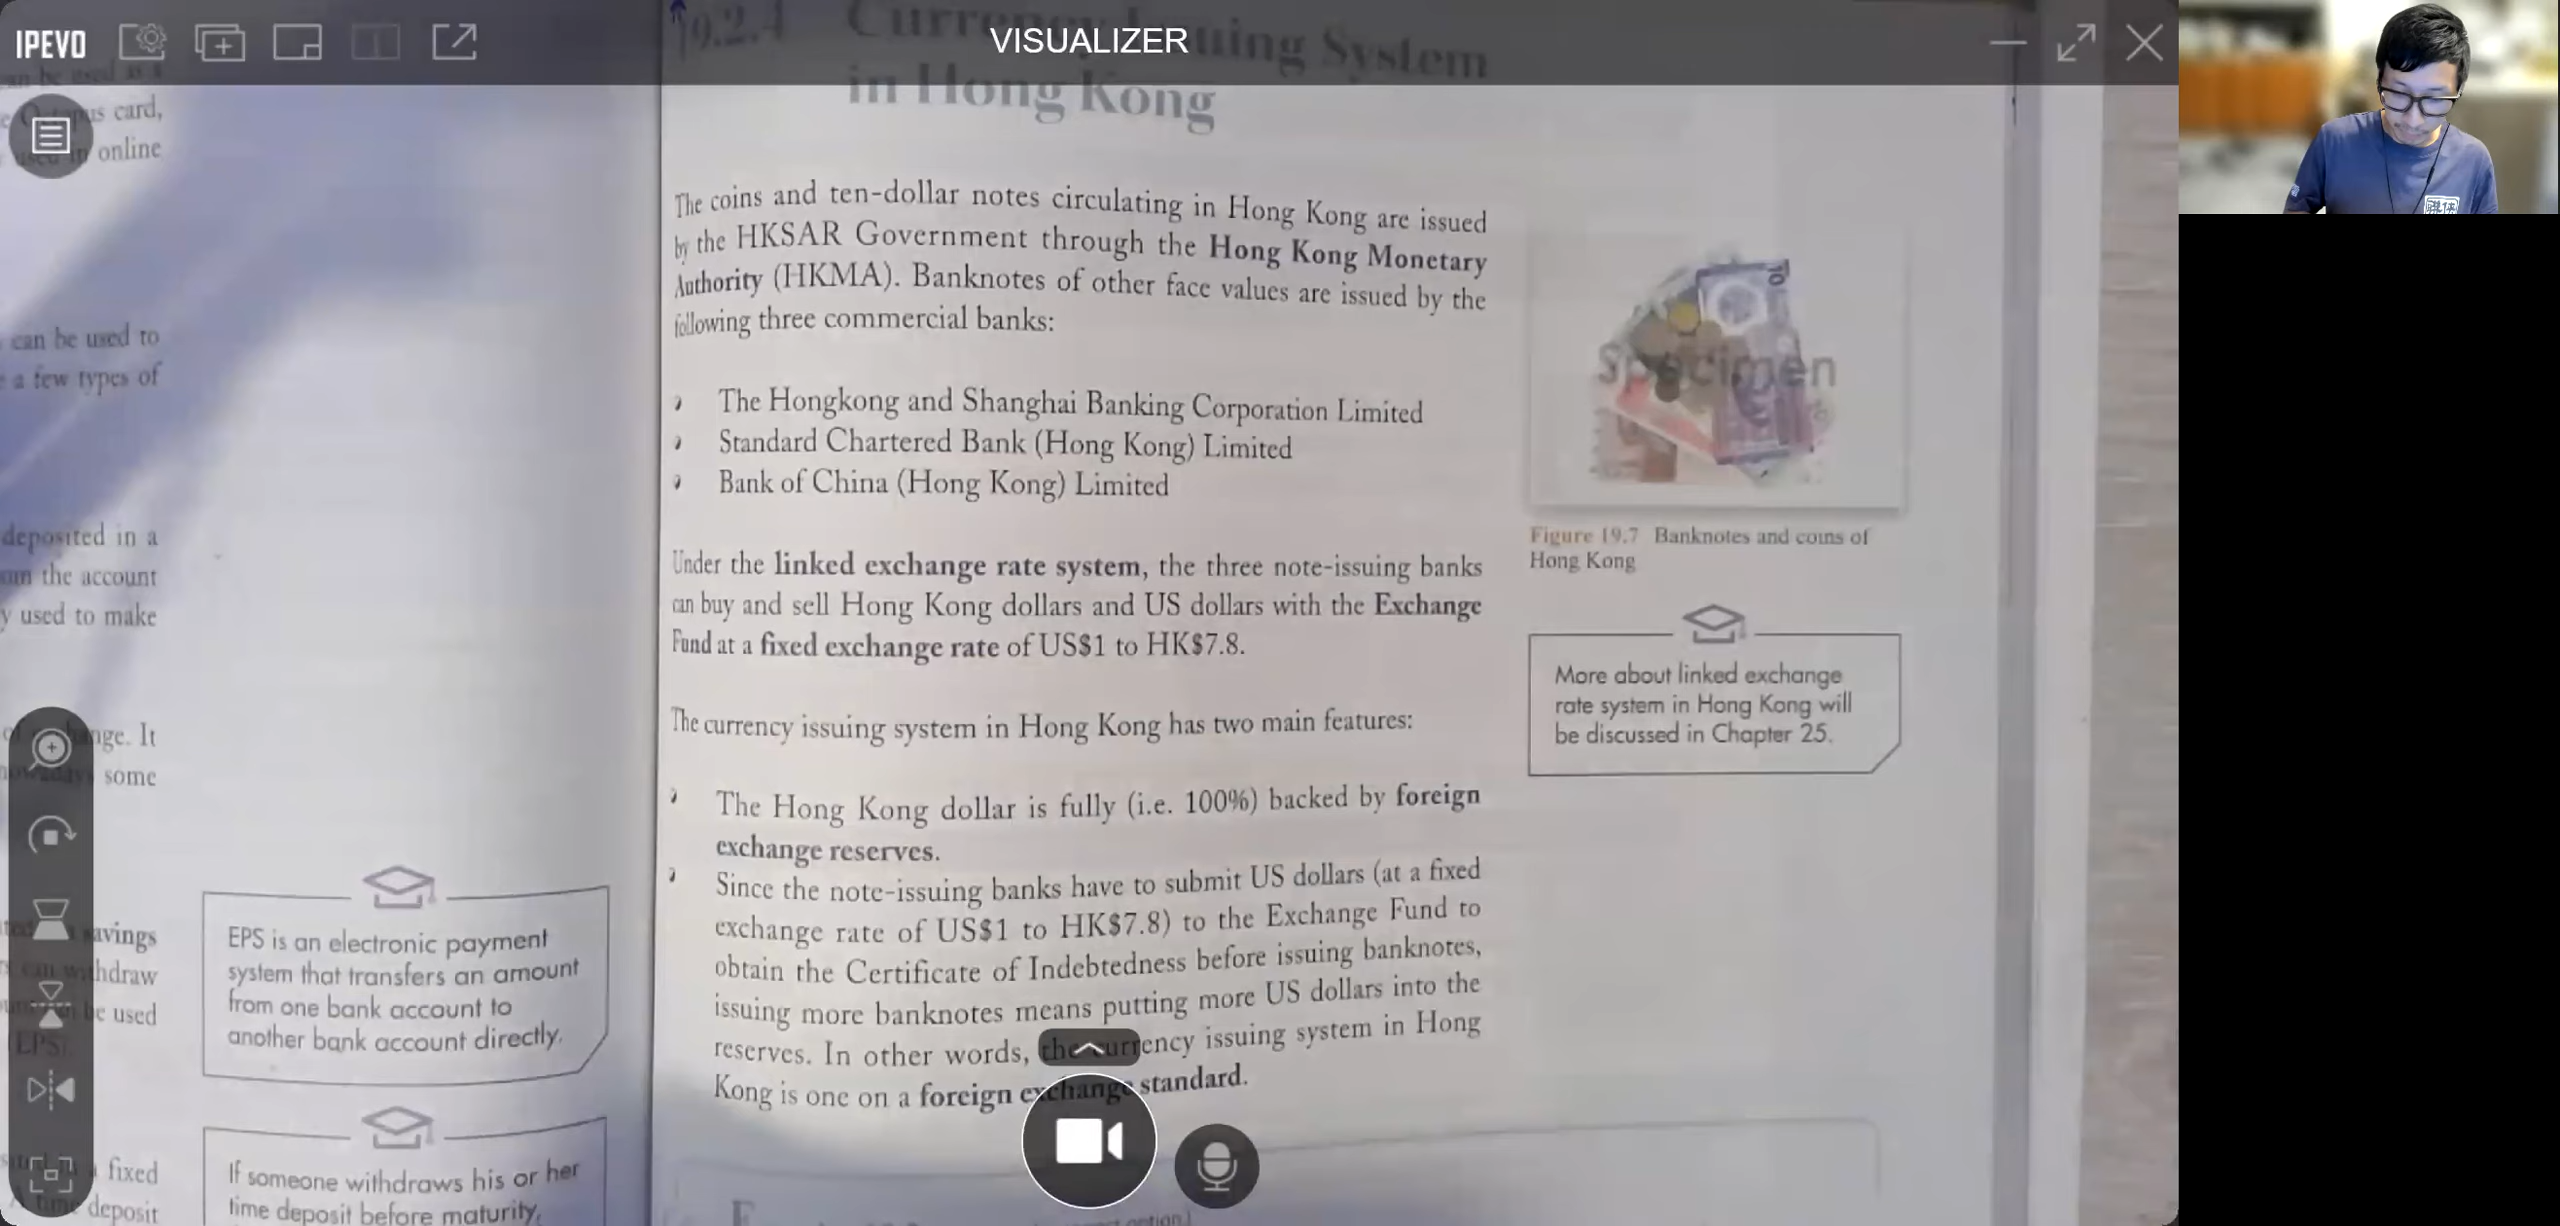 IPEVO
VISUALIZER
19.2.4 Currency Issuing System
in Hong Kong
card,
online
can be used to
a few types of
deposited in a
the account
used to make
nge. It
some
savings
withdraw
be used
(EPS).
fixed
deposit
EPS is an electronic payment
system that transfers an amount
from one bank account to
another bank account directly.
If someone withdraws his or her
time deposit before maturity,
The coins and ten-dollar notes circulating in Hong Kong are issued
by the HKSAR Government through the Hong Kong Monetary
Authority (HKMA). Banknotes of other face values are issued by the
following three commercial banks:
The Hongkong and Shanghai Banking Corporation Limited
Standard Chartered Bank (Hong Kong) Limited
Bank of China (Hong Kong) Limited
Under the linked exchange rate system, the three note-issuing banks
can buy and sell Hong Kong dollars and US dollars with the Exchange
Fund at a fixed exchange rate of US$1 to HK$7.8.
The currency issuing system in Hong Kong has two main features:
The Hong Kong dollar is fully (i.e. 100%) backed by foreign
exchange reserves.
Since the note-issuing banks have to submit US dollars (at a fixed
exchange rate of US$1 to HK$7.8) to the Exchange Fund to
obtain the Certificate of Indebtedness before issuing banknotes,
issuing more banknotes means putting more US dollars into the
reserves. In other words, the currency issuing system in Hong
Kong is one on a foreign exchange standard.
Specimen
10
Figure 19.7 Banknotes and coins of
Hong Kong
More about linked exchange
rate system in Hong Kong will
be discussed in Chapter 25.